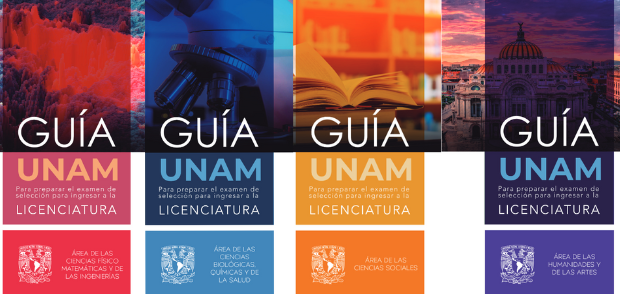 GUÍA
UNAM
Para preparar el examen de
selección para ingresar a la
LICENCIATURA
ÁREA DE LAS
CIENCIAS FÍSICO
MATEMÁTICAS Y DE
LAS INGENIERÍAS
GUÍA
UNAM
Para preparar el examen de
selección para ingresar a la
LICENCIATURA
ÁREA DE LAS
CIENCIAS
BIOLÓGICAS,
QUÍMICAS Y DE
LA SALUD
GUÍA
UNAM
Para preparar el examen de
selección para ingresar a la
LICENCIATURA
ÁREA DE LAS
CIENCIAS SOCIALES
GUÍA
UNAM
Para preparar el examen de
selección para ingresar a la
LICENCIATURA
ÁREA DE LAS
HUMANIDADES Y
DE LAS ARTES